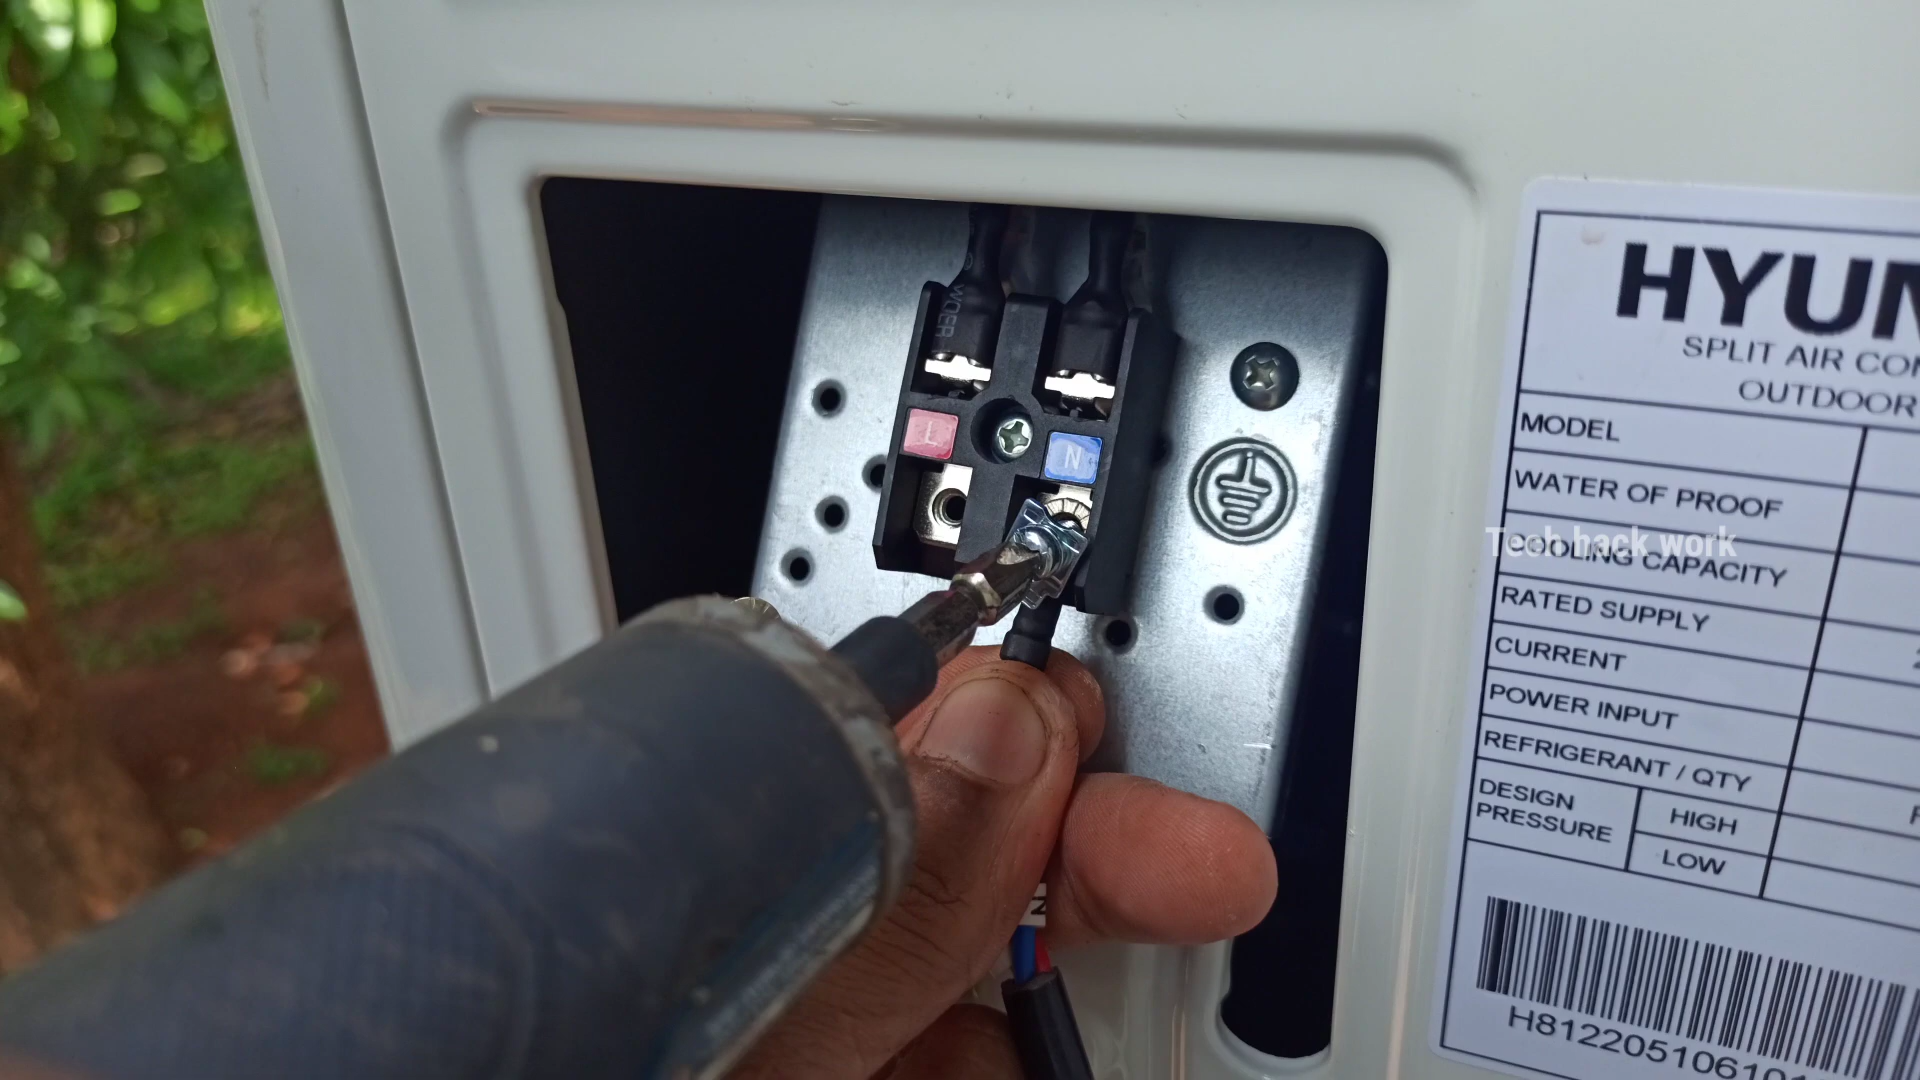 HYUN
SPLIT AIR CON
OUTDOOR
MODEL
WATER OF PROOF
COOLING CAPACITY
RATED SUPPLY
CURRENT
POWER INPUT
REFRIGERANT / QTY
DESIGN
PRESSURE
HIGH
LOW
Tech hack work
L
N
WOER
N